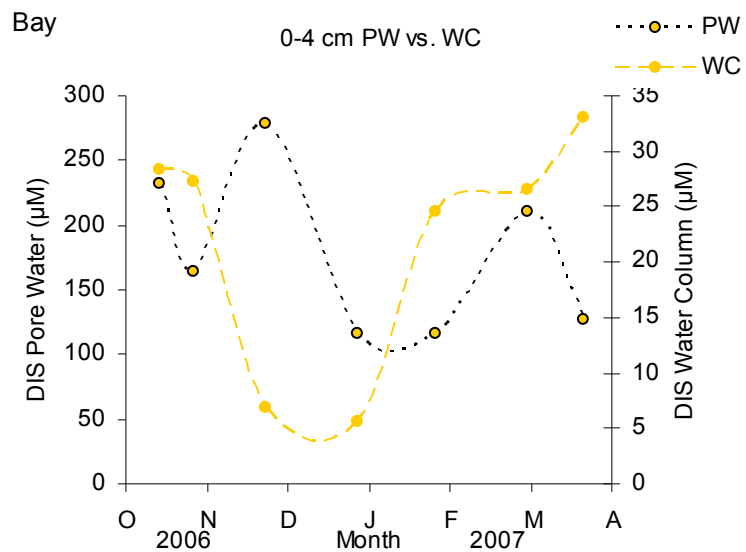 Bay
0-4 cm PW vs. WC
PW
WC
300
250
200
150
100
50
0
DIS Pore Water (µM)
35
30
25
20
15
10
5
0
DIS Water Column (µM)
O N D J F M A
2006 Month 2007